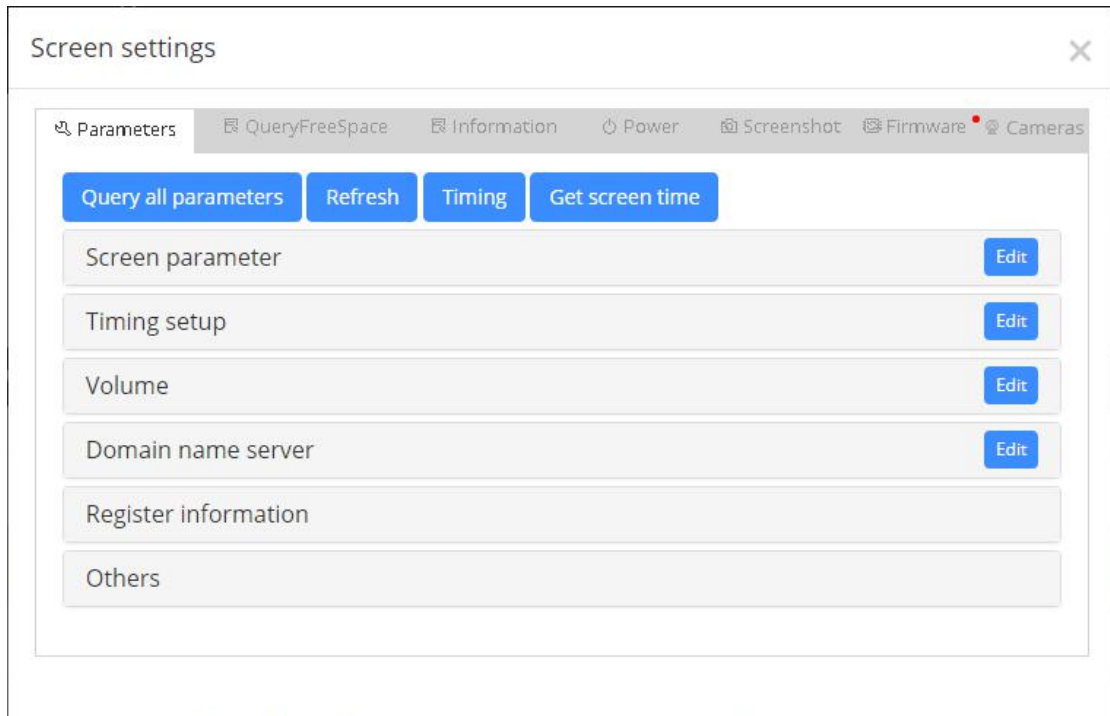 Screen settings
Parameters QueryFreeSpace Information Power Screenshot Firmware Cameras
Query all parameters Refresh Timing Get screen time
Screen parameter Edit
Timing setup Edit
Volume Edit
Domain name server Edit
Register information
Others